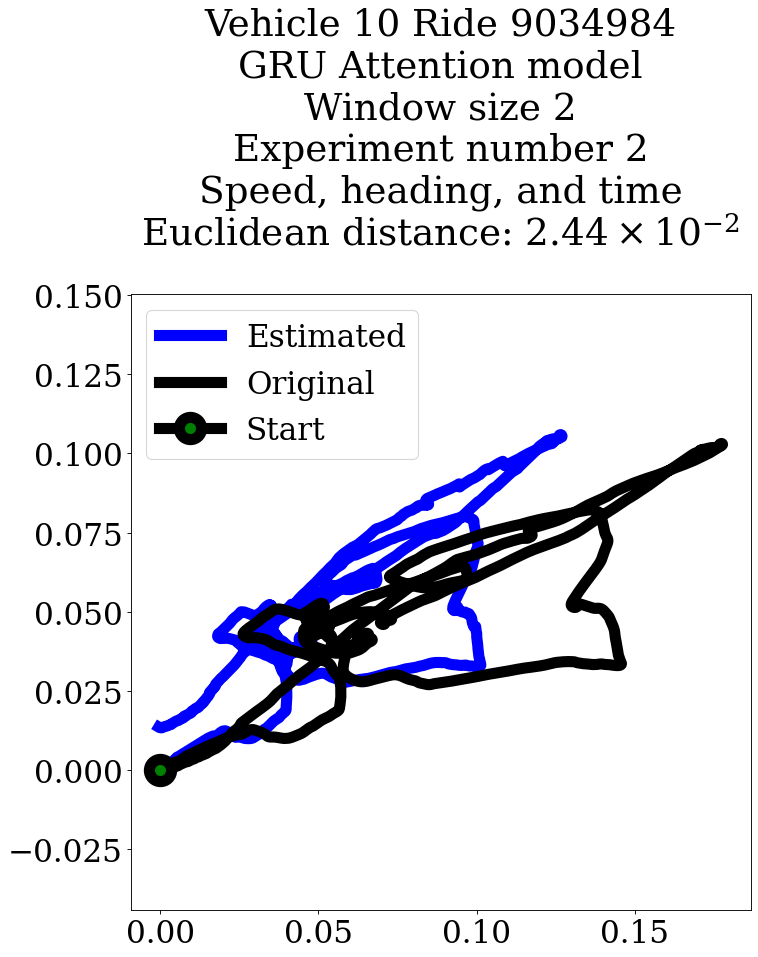 Vehicle 10 Ride 9034984
GRU Attention model
Window size 2
Experiment number 2
Speed, heading, and time
Euclidean distance: 2.44 × 10⁻²
0.150
0.125
0.100
0.075
0.050
0.025
0.000
−0.025
Estimated
Original
Start
0.00 0.05 0.10 0.15